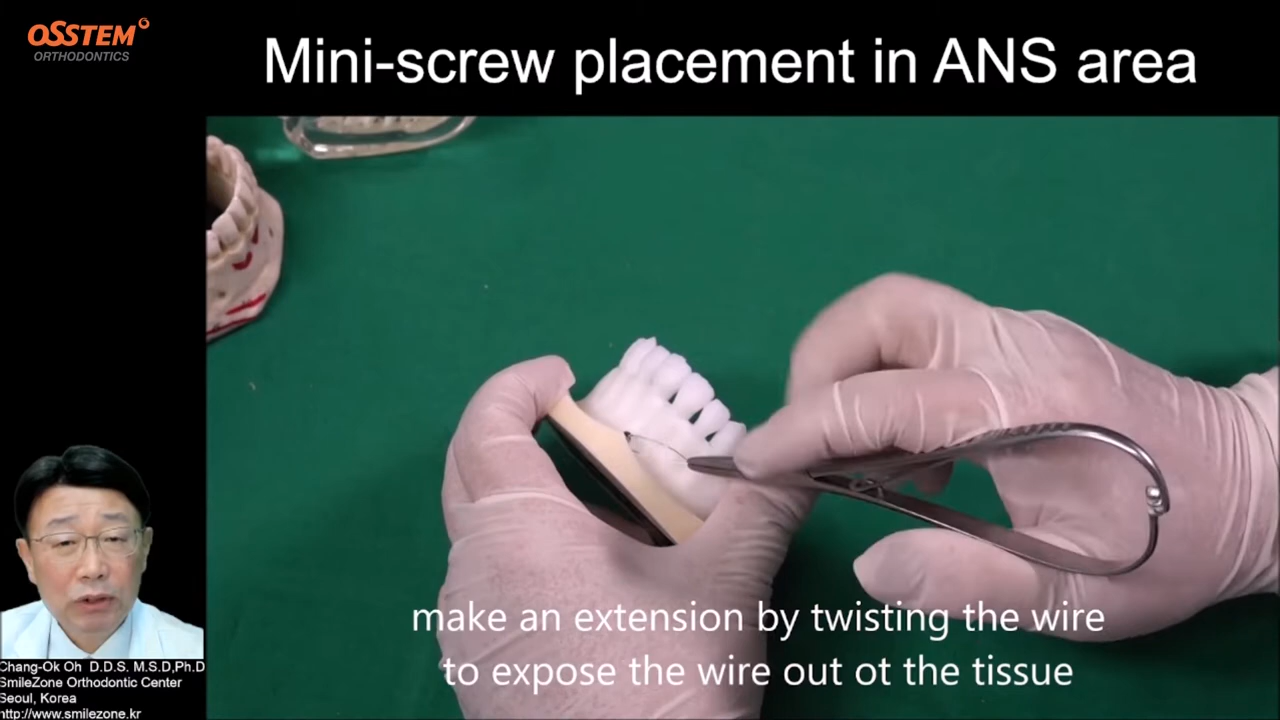 OSSTEM
ORTHODONTICS
Mini-screw placement in ANS area
make an extension by twisting the wire
to expose the wire out ot the tissue
Chang-Ok Oh D.D.S. M.S.D,Ph.D
SmileZone Orthodontic Center
Seoul, Korea
http://www.smilezone.kr